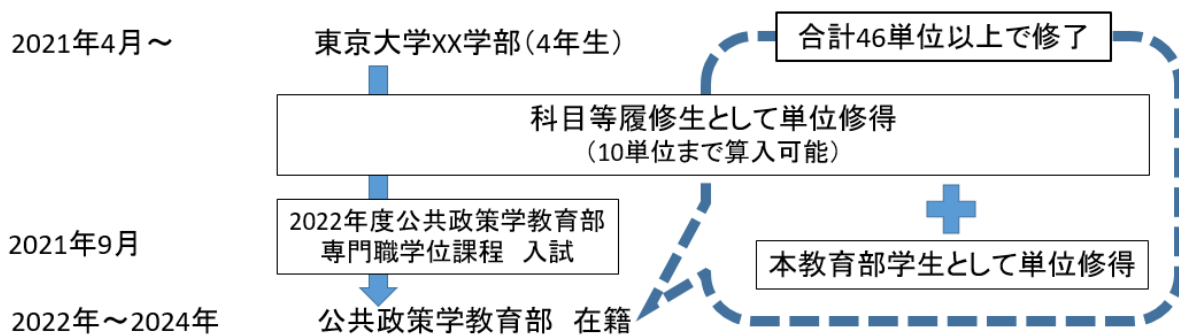 2021年4月～
東京大学XX学部（4年生）
合計46単位以上で修了
科目等履修生として単位修得
（10単位まで算入可能）
2021年9月
2022年度公共政策学教育部
専門職学位課程　入試
本教育部学生として単位修得
2022年～2024年
公共政策学教育部　在籍